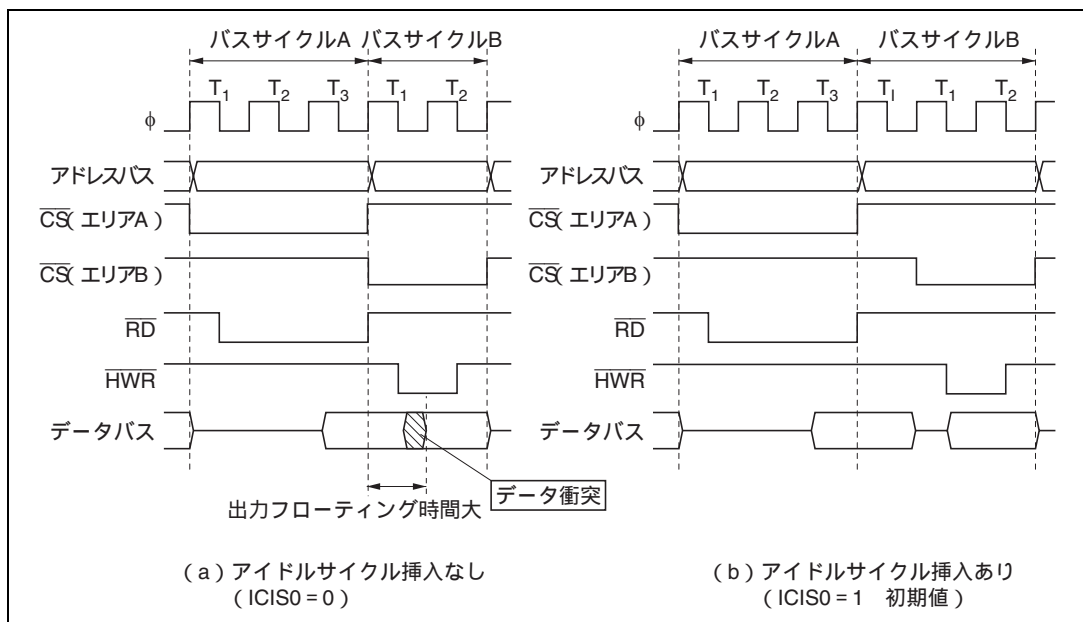 バスサイクルA バスサイクルB
T1 T2 T3 T1 T2
φ
アドレスバス
CS（エリアA）
CS（エリアB）
RD
HWR
データバス
データ衝突
出力フローティング時間大
（a）アイドルサイクル挿入なし
（ICIS0＝0）
バスサイクルA バスサイクルB
T1 T2 T3 TI T1 T2
φ
アドレスバス
CS（エリアA）
CS（エリアB）
RD
HWR
データバス
（b）アイドルサイクル挿入あり
（ICIS0＝1 初期値）